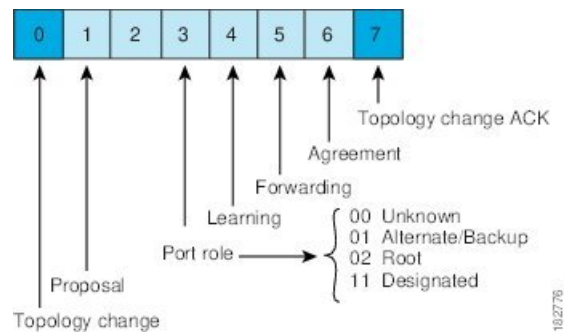 0 1 2 3 4 5 6 7
Topology change ACK
Agreement
Forwarding
Learning
Port role
00 Unknown
01 Alternate/Backup
02 Root
11 Designated
Proposal
Topology change
182776